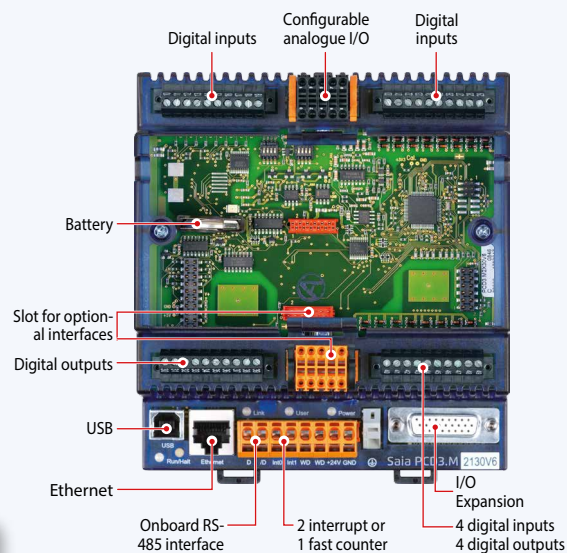 Digital inputs
Configurable
analogue I/O
Digital
inputs
Battery
Slot for option-
al interfaces
Digital outputs
USB
Ethernet
Link
User
Power
USB
Run/Halt
Ethernet
D
/D
Int0
Int1
WD
WD
+24V
GND
Saia PCD3.M
2130V6
I/O
Expansion
Onboard RS-
485 interface
2 interrupt or
1 fast counter
4 digital inputs
4 digital outputs